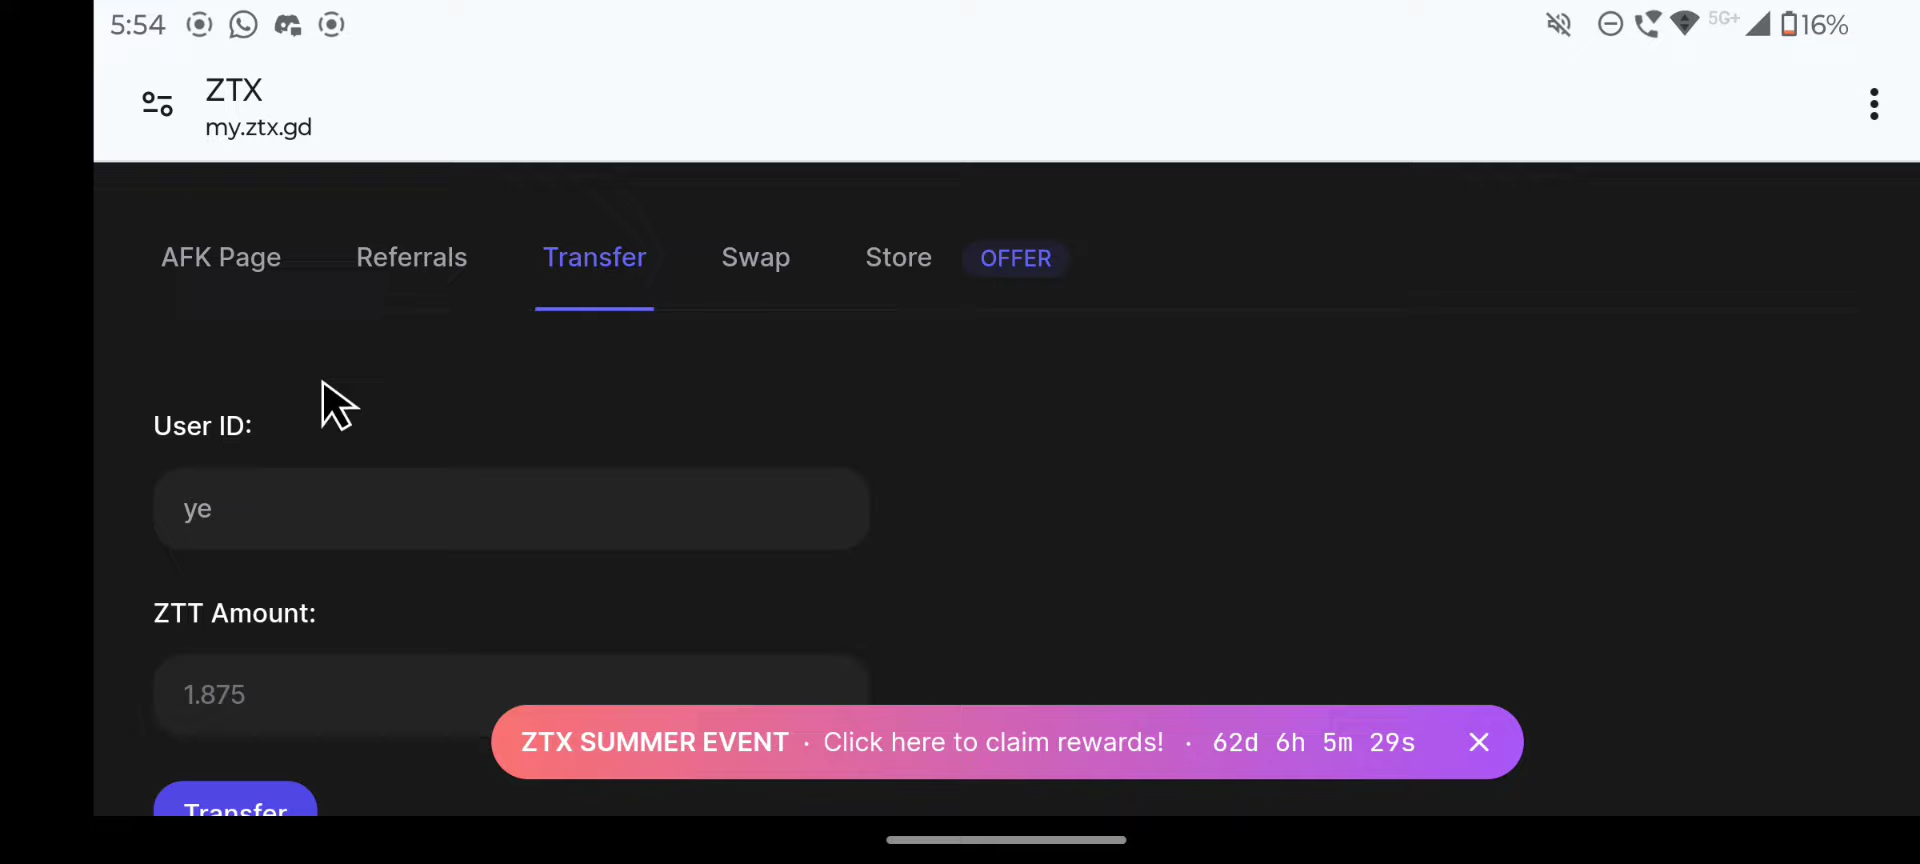 5:54 5G+ 16%
ZTX
my.ztx.gd
AFK Page Referrals Transfer Swap Store OFFER
User ID:
ye
ZTT Amount:
1.875
ZTX SUMMER EVENT · Click here to claim rewards! · 62d 6h 5m 29s
Transfer